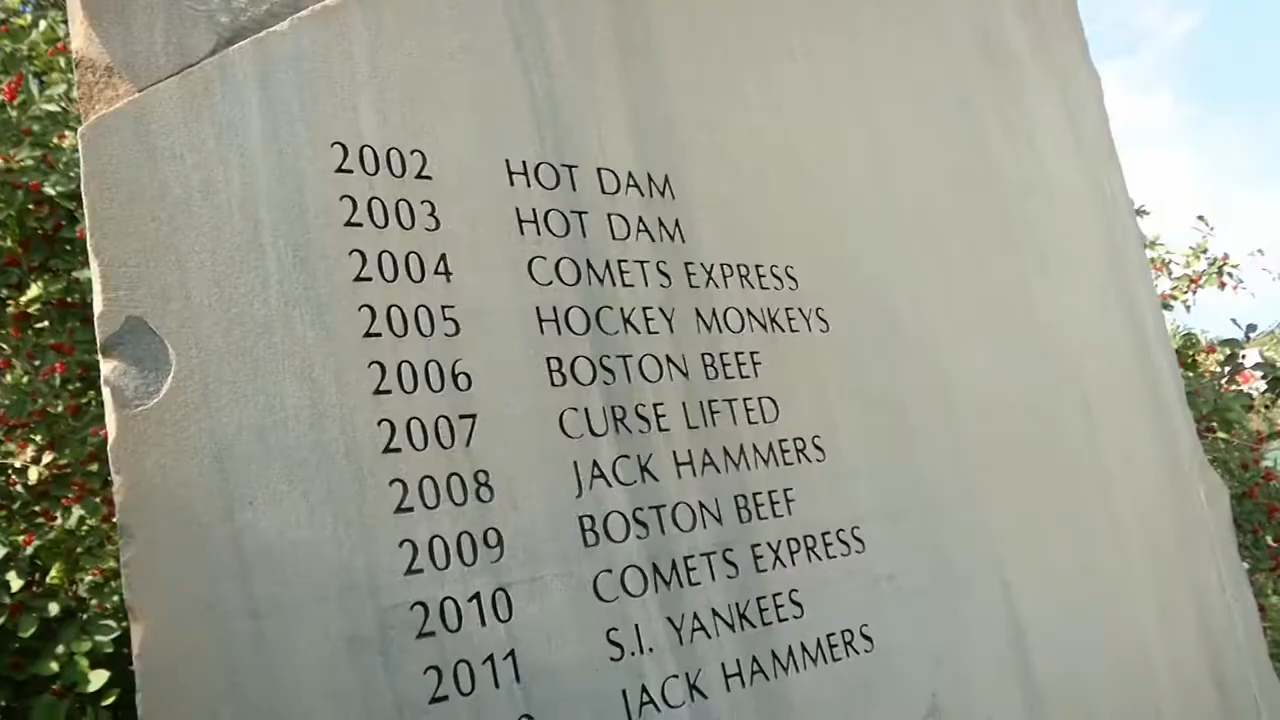 2002 HOT DAM
2003 HOT DAM
2004 COMETS EXPRESS
2005 HOCKEY MONKEYS
2006 BOSTON BEEF
2007 CURSE LIFTED
2008 JACK HAMMERS
2009 BOSTON BEEF
2010 COMETS EXPRESS
2011 S.I. YANKEES
JACK HAMMERS